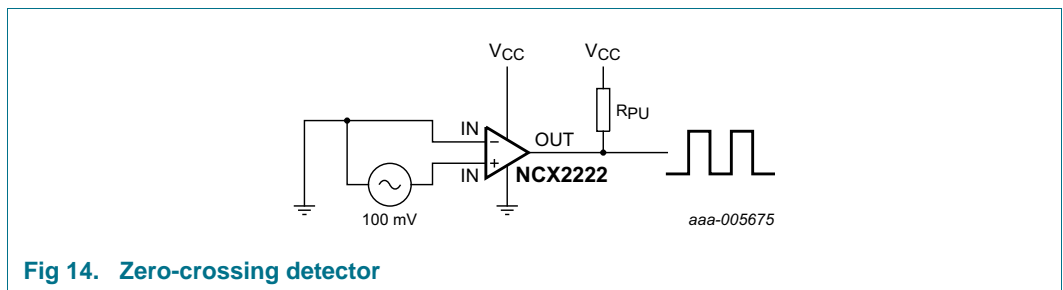 VCC VCC
RPU
IN OUT
−
+
IN NCX2222
100 mV aaa-005675
Fig 14. Zero-crossing detector